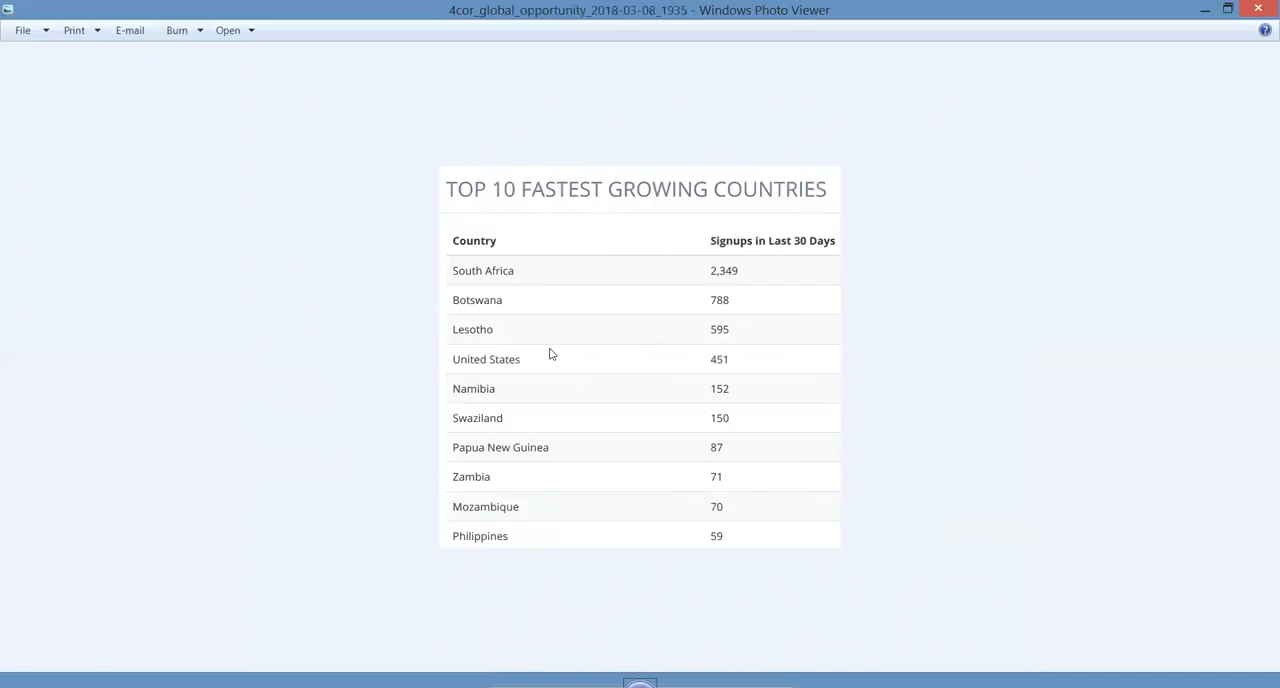 4cor_global_opportunity_2018-03-08_1935 - Windows Photo Viewer
File Print E-mail Burn Open
TOP 10 FASTEST GROWING COUNTRIES
Country Signups in Last 30 Days
South Africa 2,349
Botswana 788
Lesotho 595
United States 451
Namibia 152
Swaziland 150
Papua New Guinea 87
Zambia 71
Mozambique 70
Philippines 59